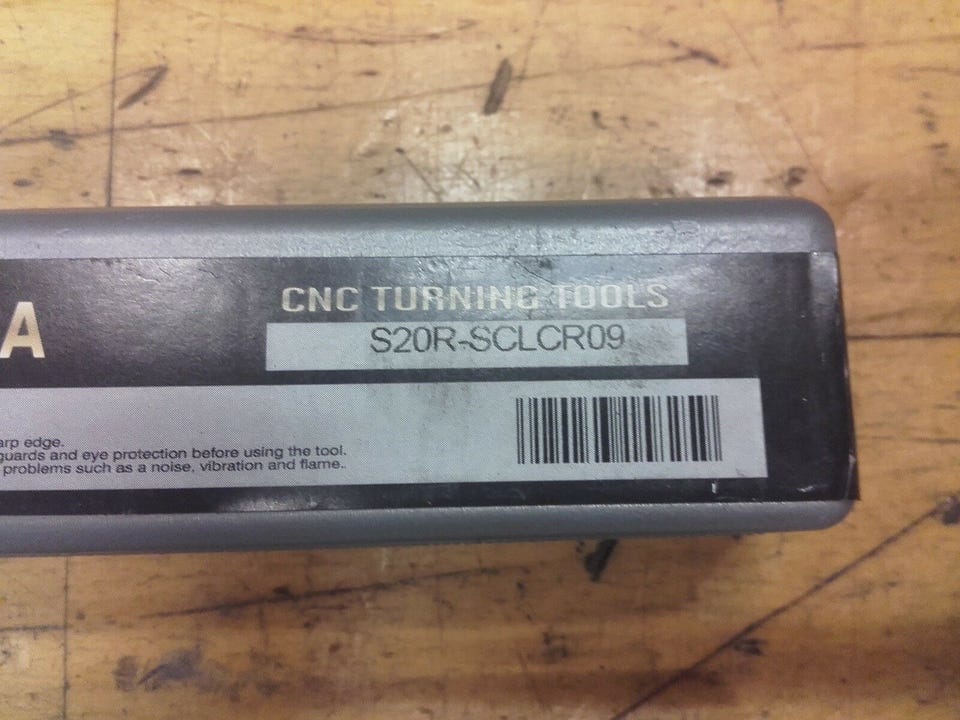 A
CNC TURNING TOOLS
S20R-SCLCR09
arp edge.
guards and eye protection before using the tool.
problems such as a noise, vibration and flame..